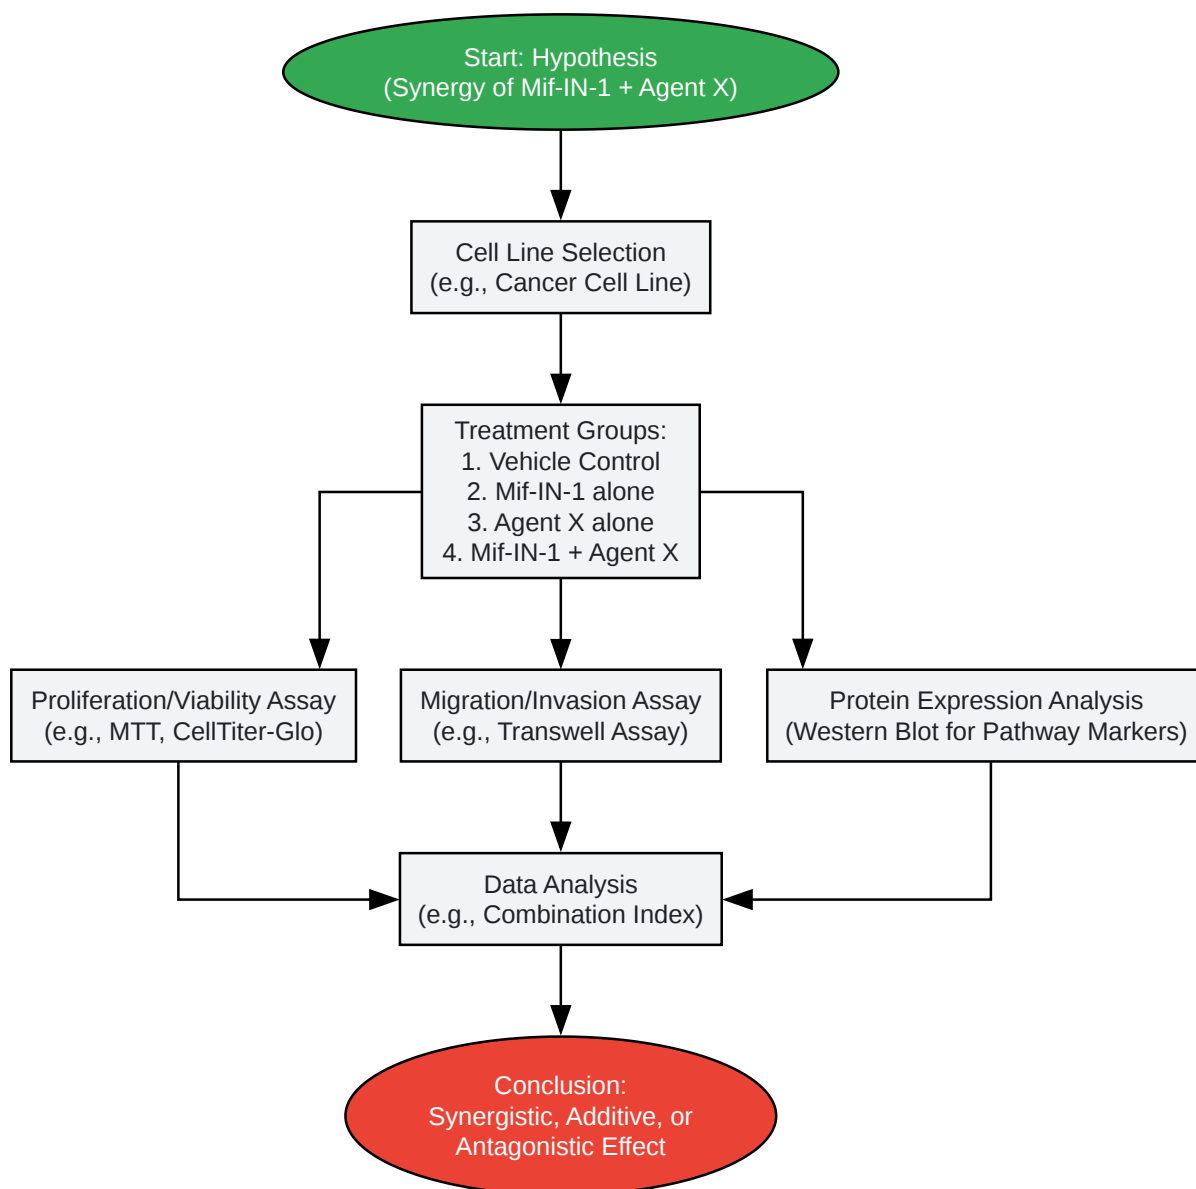 Start: Hypothesis
(Synergy of Mif-IN-1 + Agent X)
Cell Line Selection
(e.g., Cancer Cell Line)
Treatment Groups:
1. Vehicle Control
2. Mif-IN-1 alone
3. Agent X alone
4. Mif-IN-1 + Agent X
Proliferation/Viability Assay
(e.g., MTT, CellTiter-Glo)
Migration/Invasion Assay
(e.g., Transwell Assay)
Protein Expression Analysis
(Western Blot for Pathway Markers)
Data Analysis
(e.g., Combination Index)
Conclusion:
Synergistic, Additive, or
Antagonistic Effect